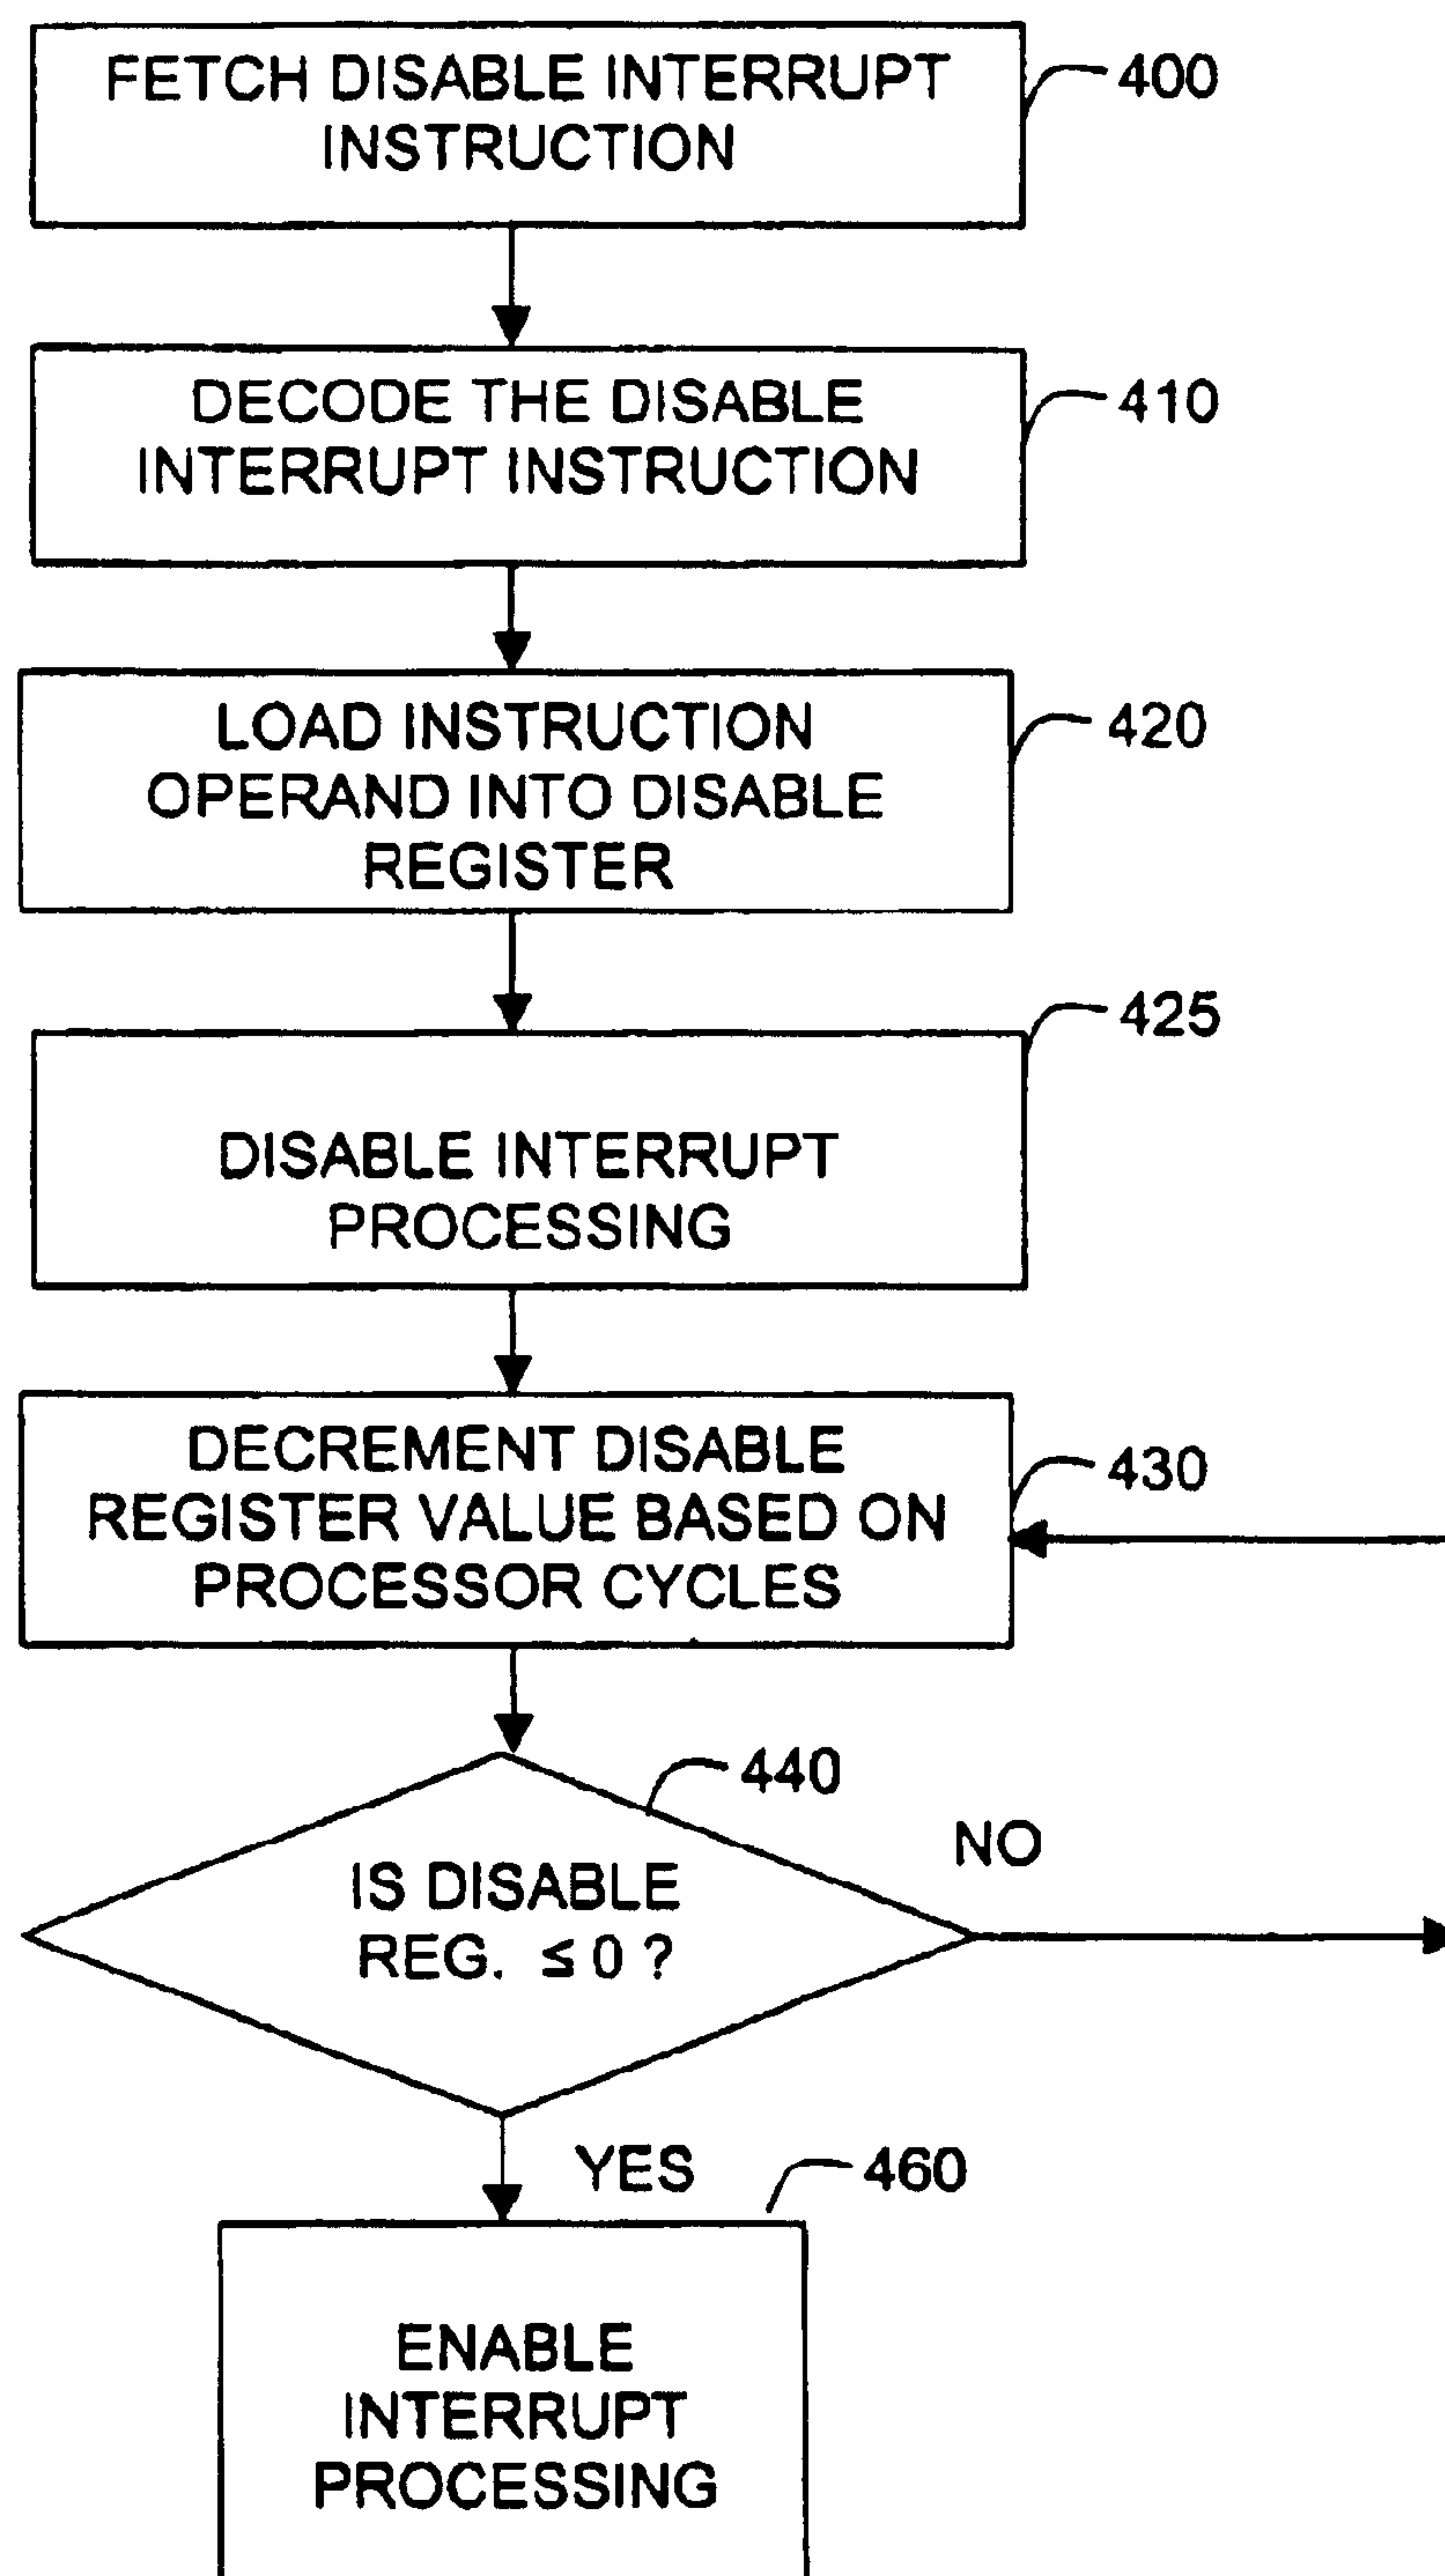 FETCH DISABLE INTERRUPT
INSTRUCTION
400
DECODE THE DISABLE
INTERRUPT INSTRUCTION
410
LOAD INSTRUCTION
OPERAND INTO DISABLE
REGISTER
420
425
DISABLE INTERRUPT
PROCESSING
DECREMENT DISABLE
REGISTER VALUE BASED ON
PROCESSOR CYCLES
430
440
NO
IS DISABLE
REG. ≤ 0 ?
YES
460
ENABLE
INTERRUPT
PROCESSING